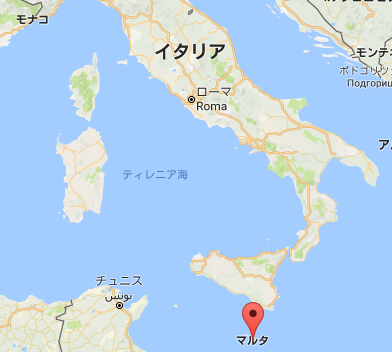 モナコ
イタリア
モンテ
ポドゴリツ
Подгориц
ローマ
Roma
ア
ティレニア海
チュニス
تونس
マルタ